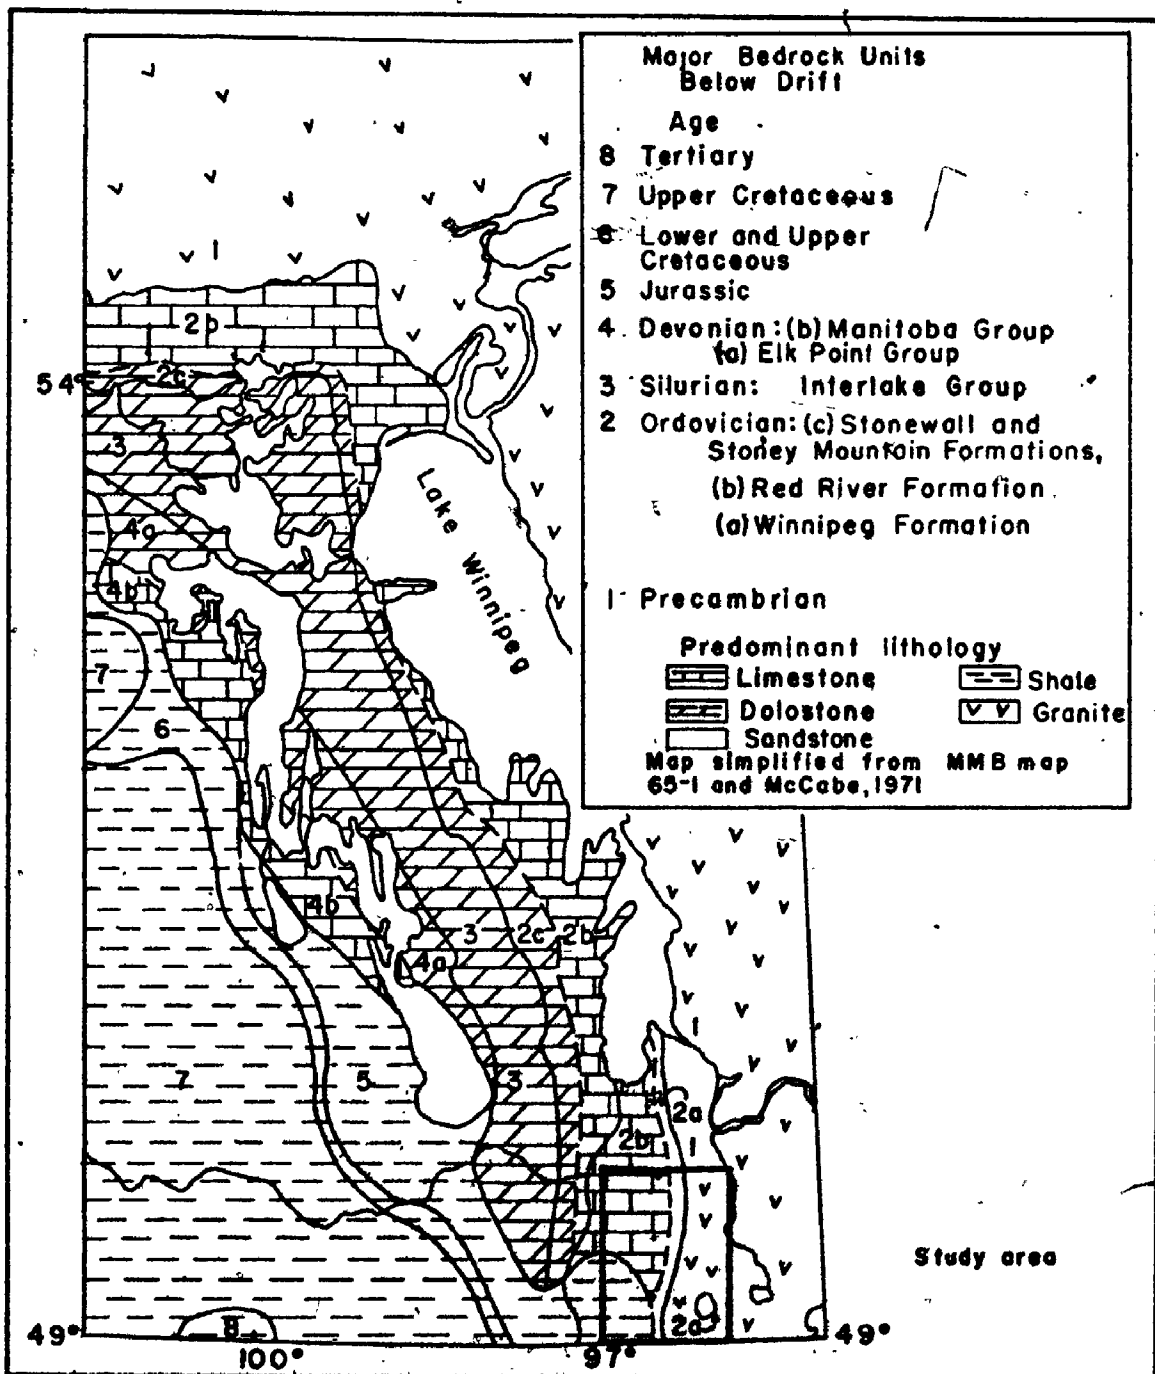 Major Bedrock Units
Below Drift
Age
8 Tertiary
7 Upper Cretaceous
6 Lower and Upper
Cretaceous
5 Jurassic
4. Devonian:(b) Manitoba Group
(a) Elk Point Group
3 Silurian: Interlake Group
2 Ordovician:(c) Stonewall and
Stoney Mountain Formations,
(b) Red River Formation
(a) Winnipeg Formation
1 Precambrian
Predominant lithology
Limestone
Shale
Dolostone
Granite
Sandstone
Map simplified from MMB map
65-1 and McCabe, 1971
1
2b
2c
54°
3
4a
4b
7
6
Lake Winnipeg
4b
3
2c
2b
4a
1
7
5
3
2a
2b
1
Study area
8
2a
49°
49°
100°
97°